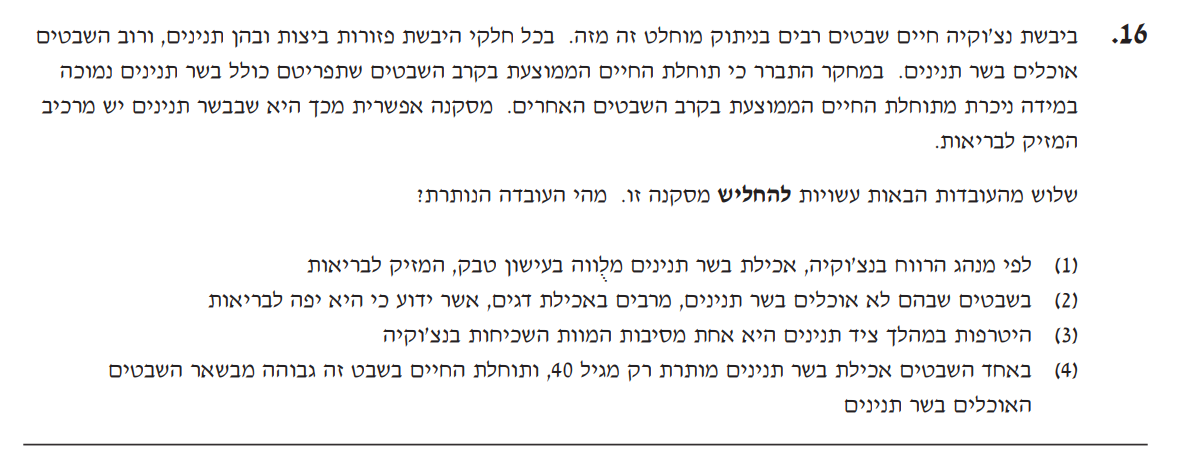 16. ביבשת נצ'וקיה חיים שבטים רבים בניתוק מוחלט זה מזה. בכל חלקי היבשת פזורות ביצות ובהן תנינים, ורוב השבטים
אוכלים בשר תנינים. במחקר התברר כי תוחלת החיים הממוצעת בקרב השבטים שתפריטם כולל בשר תנינים נמוכה
במידה ניכרת מתוחלת החיים הממוצעת בקרב השבטים האחרים. מסקנה אפשרית מכך היא שבבשר תנינים יש מרכיב
המזיק לבריאות.
שלוש מהעובדות הבאות עשויות להחליש מסקנה זו. מהי העובדה הנותרת?
(1) לפי מנהג הרווח בנצ'וקיה, אכילת בשר תנינים מלֻווה בעישון טבק, המזיק לבריאות
(2) בשבטים שבהם לא אוכלים בשר תנינים, מרבים באכילת דגים, אשר ידוע כי היא יפה לבריאות
(3) היטרפות במהלך ציד תנינים היא אחת מסיבות המוות השכיחות בנצ'וקיה
(4) באחד השבטים אכילת בשר תנינים מותרת רק מגיל 40, ותוחלת החיים בשבט זה גבוהה מבשאר השבטים
האוכלים בשר תנינים